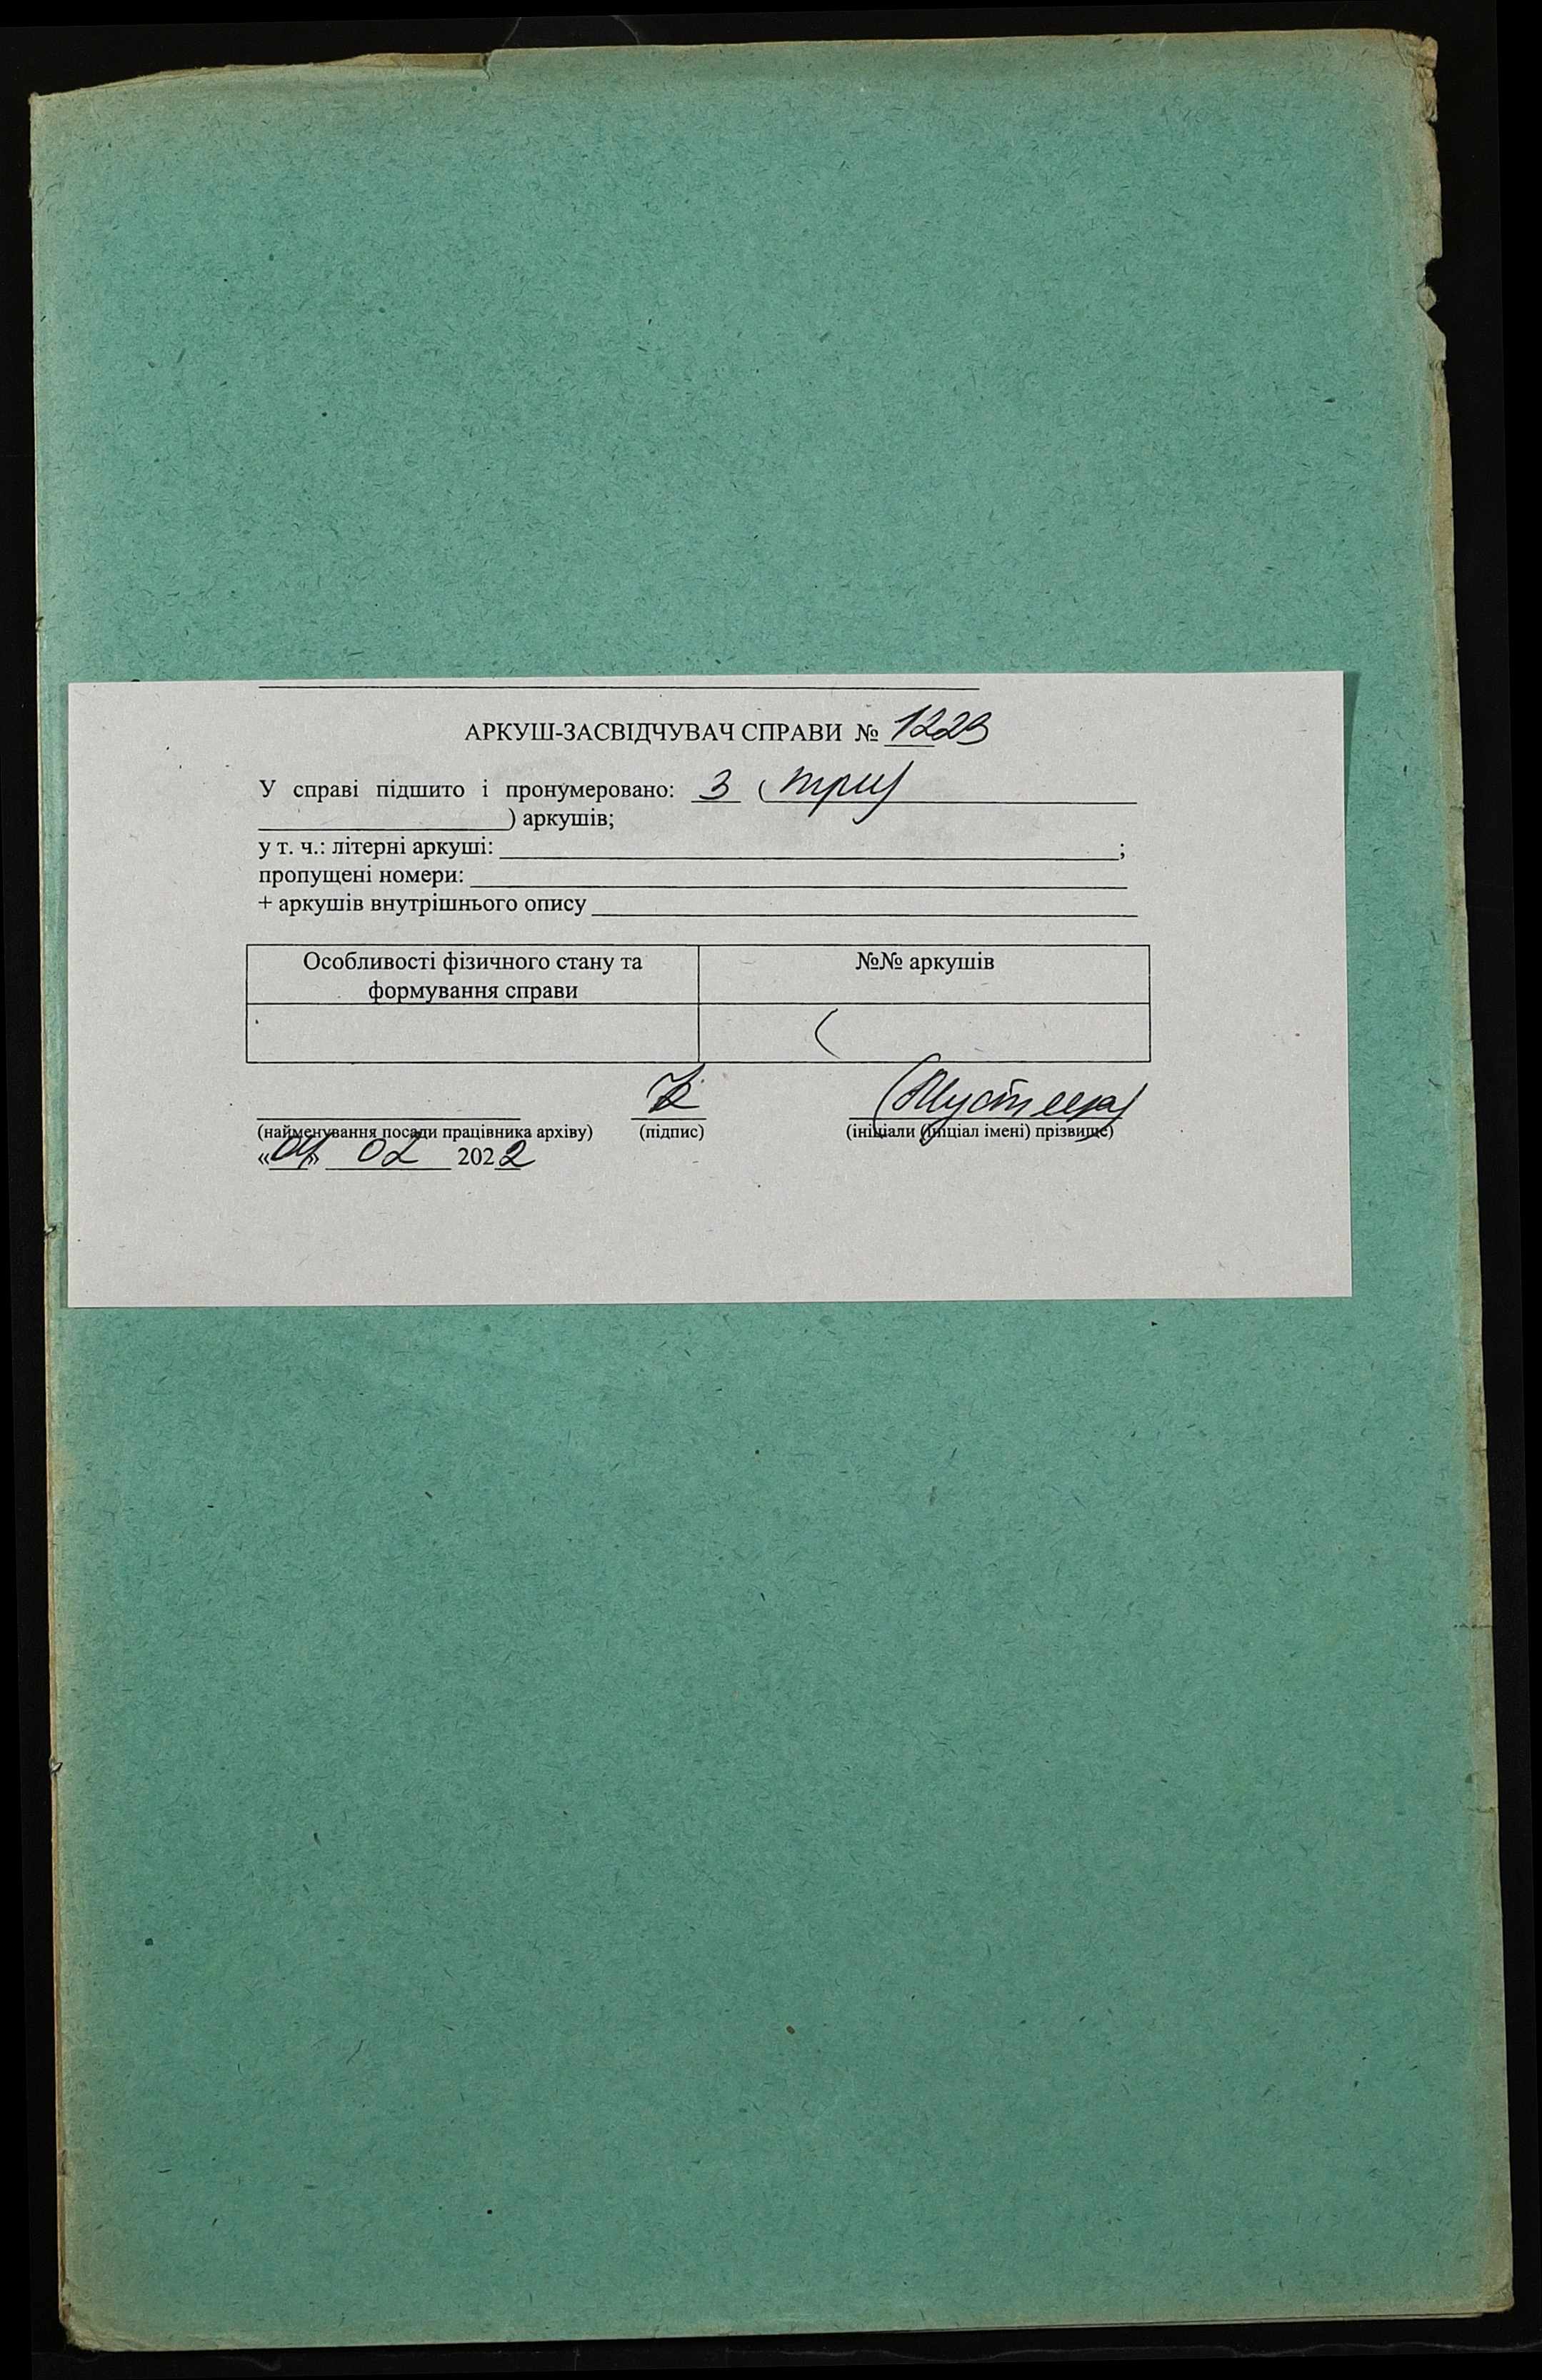 АРКУШ-ЗАСВІДЧУВАЧ СПРАВИ № 1223
У справі підшито і пронумеровано: 3 (три)
) аркушів;
у т. ч.: літерні аркуші: ;
пропущені номери:
+ аркушів внутрішнього опису
Особливості фізичного стану та формування справи
№№ аркушів
(найменування посади працівника архіву) (підпис) (ініціали (ініціал імені) прізвище)
«04» 02 2022